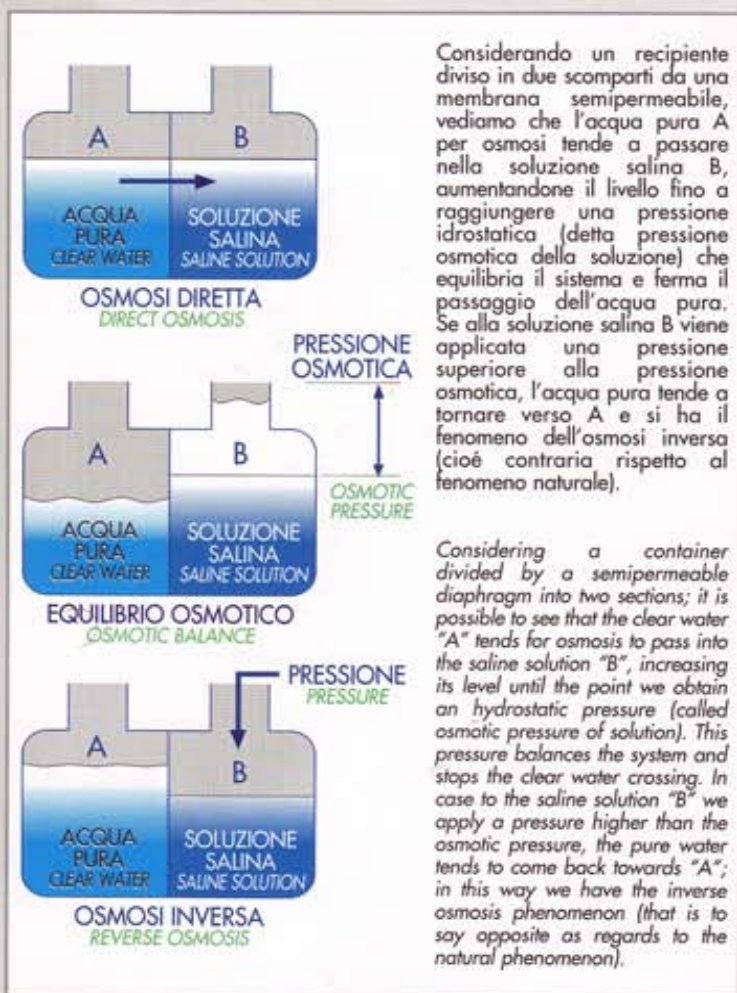 A
B
ACQUA
PURA
CLEAR WATER
SOLUZIONE
SALINA
SALINE SOLUTION
OSMOSI DIRETTA
DIRECT OSMOSIS
PRESSIONE
OSMOTICA
A
B
OSMOTIC
PRESSURE
ACQUA
PURA
CLEAR WATER
SOLUZIONE
SALINA
SALINE SOLUTION
EQUILIBRIO OSMOTICO
OSMOTIC BALANCE
PRESSIONE
PRESSURE
A
B
ACQUA
PURA
CLEAR WATER
SOLUZIONE
SALINA
SALINE SOLUTION
OSMOSI INVERSA
REVERSE OSMOSIS
Considerando un recipiente
diviso in due scomparti da una
membrana semipermeabile,
vediamo che l'acqua pura A
per osmosi tende a passare
nella soluzione salina B,
aumentandone il livello fino a
raggiungere una pressione
idrostatica (detta pressione
osmotica della soluzione) che
equilibria il sistema e ferma il
passaggio dell'acqua pura.
Se alla soluzione salina B viene
applicata una pressione
superiore alla pressione
osmotica, l'acqua pura tende a
tornare verso A e si ha il
fenomeno dell'osmosi inversa
(cioé contraria rispetto al
fenomeno naturale).
Considering a container
divided by a semipermeable
diaphragm into two sections; it is
possible to see that the clear water
"A" tends for osmosis to pass into
the saline solution "B", increasing
its level until the point we obtain
an hydrostatic pressure (called
osmotic pressure of solution). This
pressure balances the system and
stops the clear water crossing. In
case to the saline solution "B" we
apply a pressure higher than the
osmotic pressure, the pure water
tends to come back towards "A";
in this way we have the inverse
osmosis phenomenon (that is to
say opposite as regards to the
natural phenomenon).